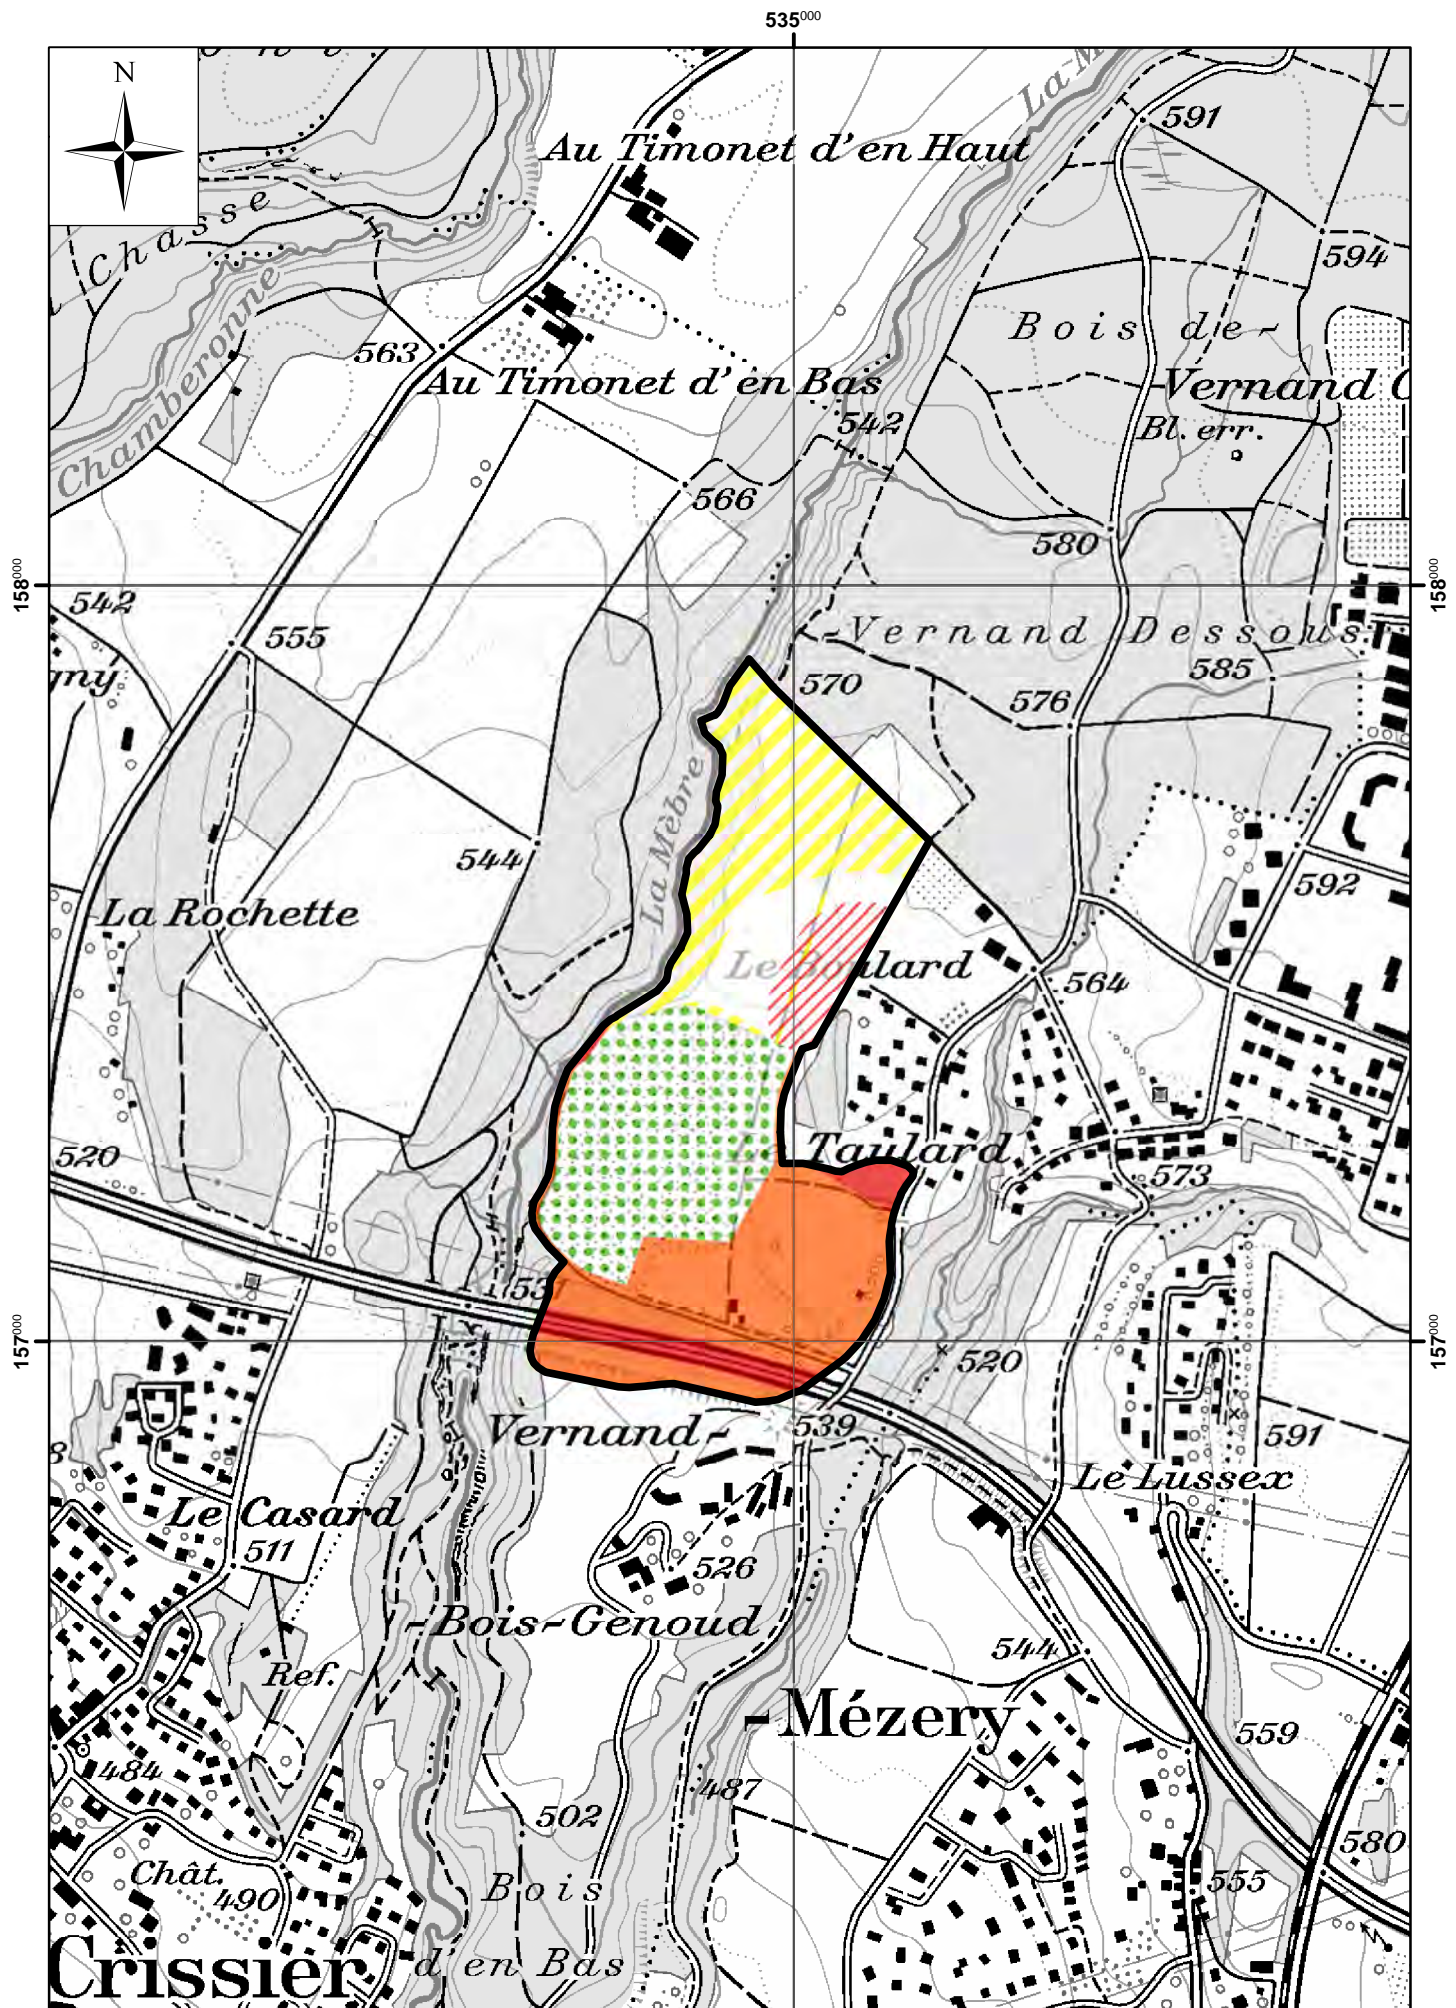 535000
N
La M
591
Au Timonet d'en Haut
Chasse
594
Bois de-
563
Chamberonne
Au Timonet d'en Bas
Vernand
542
Bl. err.
566
580
158000
158000
542
555
-Vernand Dessous
gny
570
585
576
La Mèbre
544
592
La Rochette
Le Boulard
564
520
Taulard
573
531
157000
157000
520
Vernand-
539
591
Le Lussex
Le Casard
511
526
-Bois-Genoud
544
Ref.
-Mézery
559
484
487
502
580
Chât.
490
555
Bois
d'en Bas
Crissier